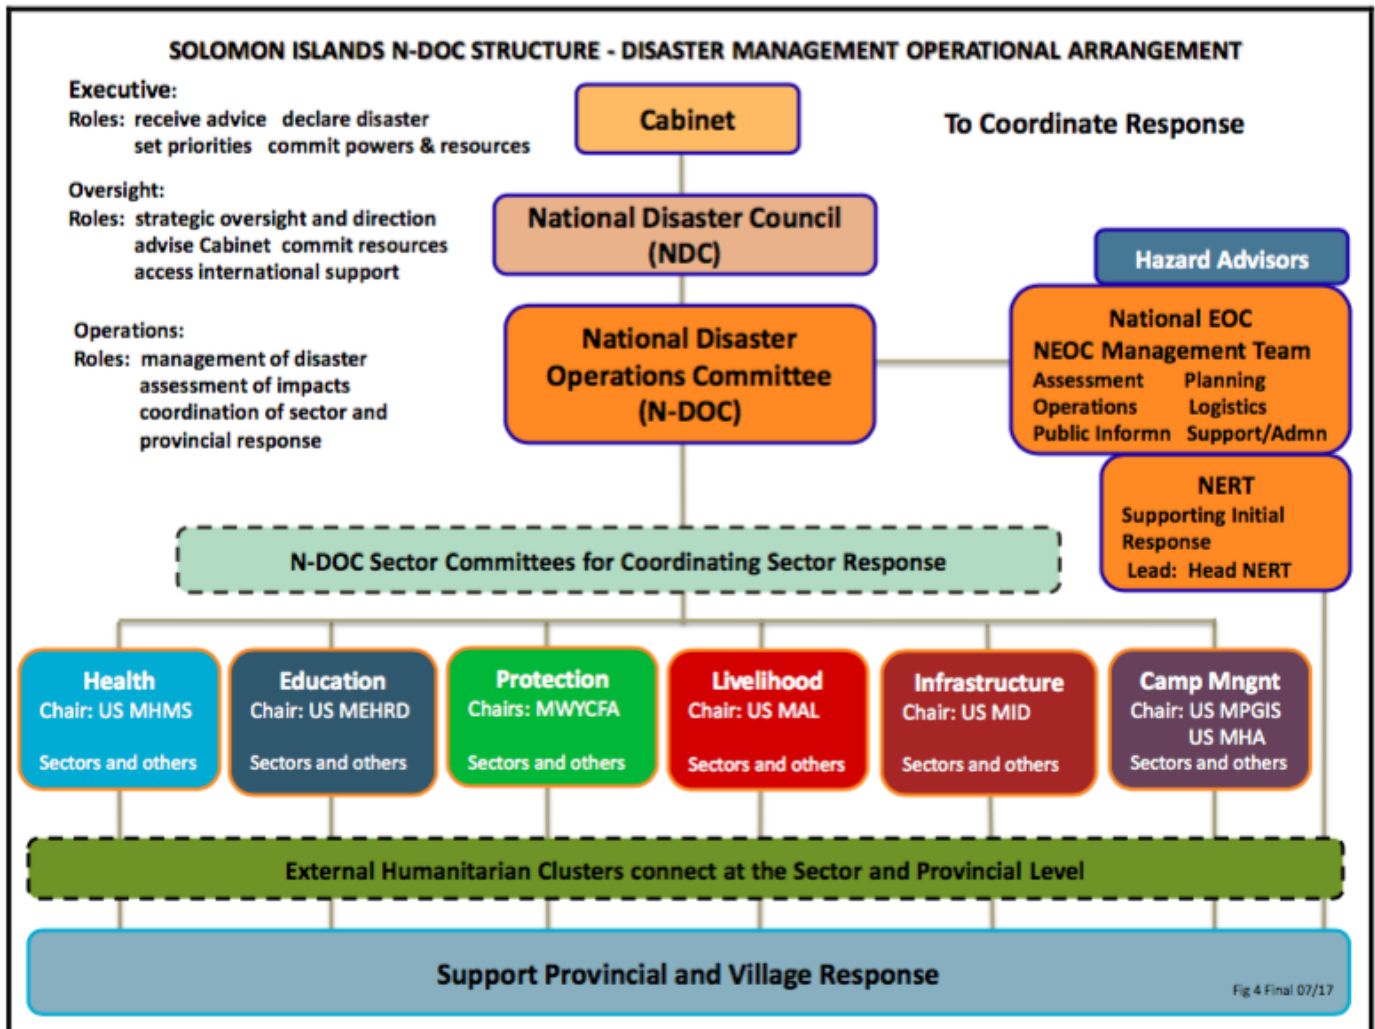 SOLOMON ISLANDS N-DOC STRUCTURE - DISASTER MANAGEMENT OPERATIONAL ARRANGEMENT
Executive:
Roles: receive advice declare disaster
set priorities commit powers & resources
Cabinet
To Coordinate Response
Oversight:
Roles: strategic oversight and direction
advise Cabinet commit resources
access international support
National Disaster Council
(NDC)
Hazard Advisors
Operations:
Roles: management of disaster
assessment of impacts
coordination of sector and
provincial response
National Disaster
Operations Committee
(N-DOC)
National EOC
NEOC Management Team
Assessment Planning
Operations Logistics
Public Informn Support/Admn
NERT
Supporting Initial
Response
Lead: Head NERT
N-DOC Sector Committees for Coordinating Sector Response
Health
Chair: US MHMS
Sectors and others
Education
Chair: US MEHRD
Sectors and others
Protection
Chairs: MWYCFA
Sectors and others
Livelihood
Chair: US MAL
Sectors and others
Infrastructure
Chair: US MID
Sectors and others
Camp Mngnt
Chair: US MPGIS
US MHA
Sectors and others
External Humanitarian Clusters connect at the Sector and Provincial Level
Support Provincial and Village Response
Fig 4 Final 07/17